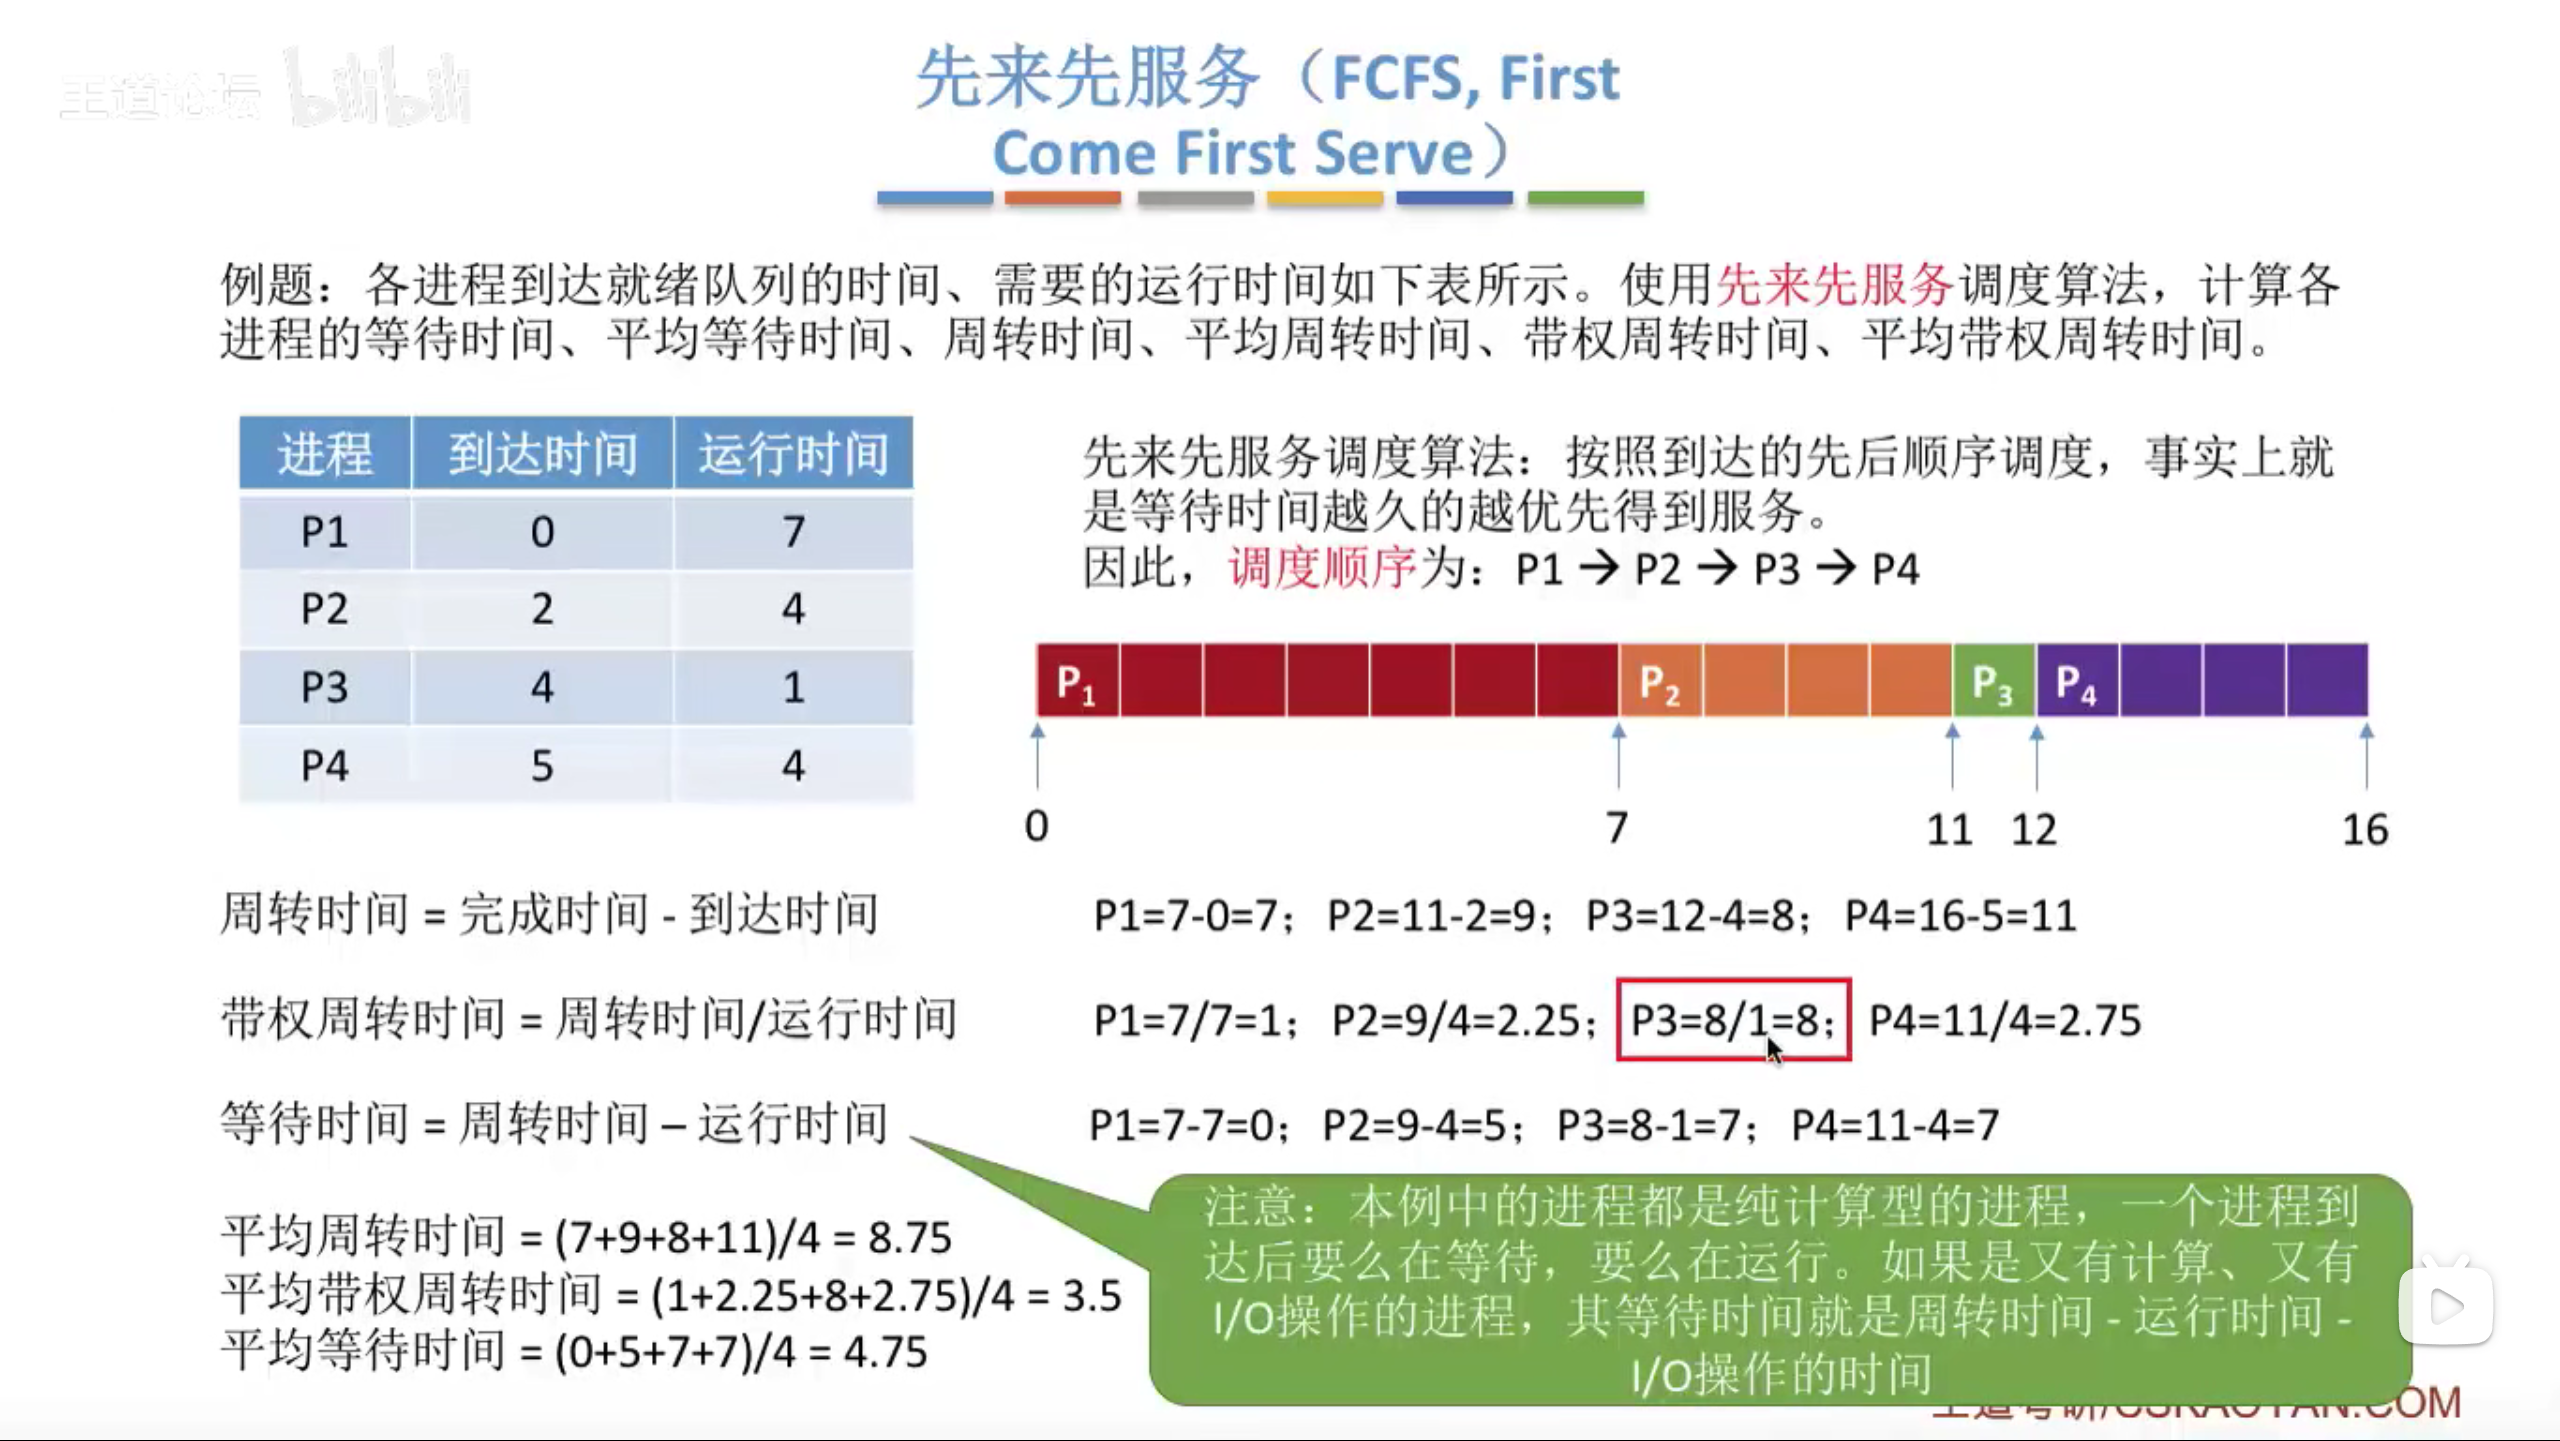 王道论坛 bilibili
先来先服务（FCFS, First
Come First Serve）
例题：各进程到达就绪队列的时间、需要的运行时间如下表所示。使用先来先服务调度算法，计算各
进程的等待时间、平均等待时间、周转时间、平均周转时间、带权周转时间、平均带权周转时间。
进程 到达时间 运行时间
P1 0 7
P2 2 4
P3 4 1
P4 5 4
先来先服务调度算法：按照到达的先后顺序调度，事实上就
是等待时间越久的越优先得到服务。
因此，调度顺序为：P1 → P2 → P3 → P4
P1 P2 P3 P4
0 7 11 12 16
周转时间 = 完成时间 - 到达时间
P1=7-0=7；P2=11-2=9；P3=12-4=8；P4=16-5=11
带权周转时间 = 周转时间/运行时间
P1=7/7=1；P2=9/4=2.25；P3=8/1=8；P4=11/4=2.75
等待时间 = 周转时间 – 运行时间
P1=7-7=0；P2=9-4=5；P3=8-1=7；P4=11-4=7
平均周转时间 = (7+9+8+11)/4 = 8.75
平均带权周转时间 = (1+2.25+8+2.75)/4 = 3.5
平均等待时间 = (0+5+7+7)/4 = 4.75
注意：本例中的进程都是纯计算型的进程，一个进程到
达后要么在等待，要么在运行。如果是又有计算、又有
I/O操作的进程，其等待时间就是周转时间 - 运行时间 -
I/O操作的时间
王道考研/CSKAOYAN.COM